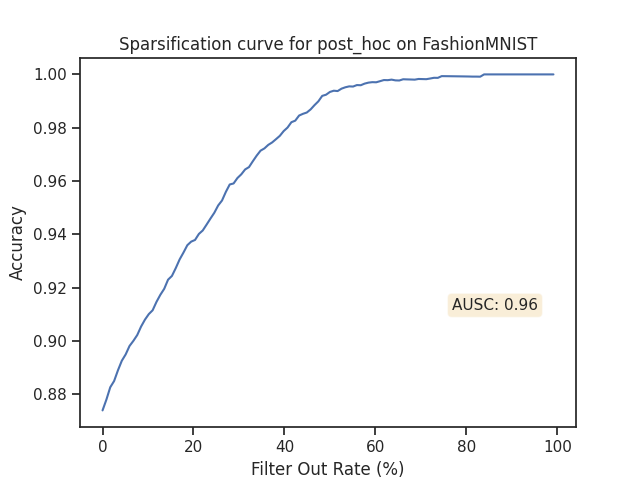 Sparsification curve for post_hoc on FashionMNIST
1.00
0.98
0.96
0.94
0.92
0.90
0.88
Accuracy
AUSC: 0.96
0 20 40 60 80 100
Filter Out Rate (%)